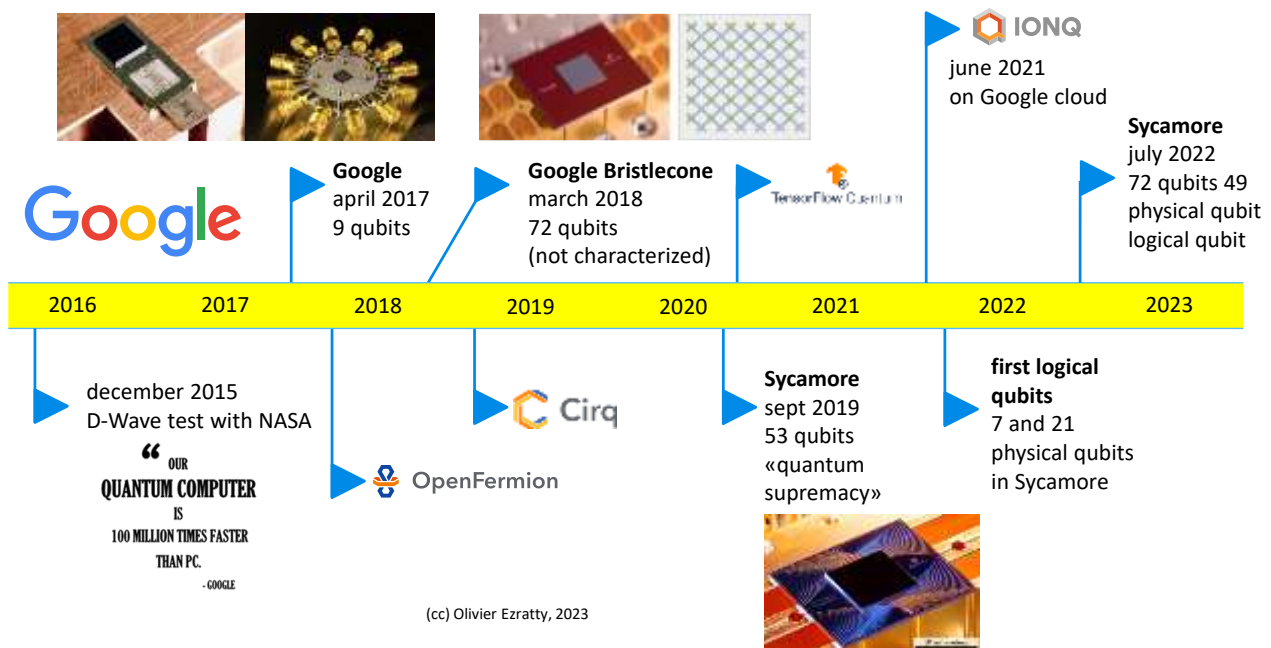 IONQ
june 2021
on Google cloud
Sycamore
july 2022
72 qubits 49
physical qubit
logical qubit
Google
Google
april 2017
9 qubits
Google Bristlecone
march 2018
72 qubits
(not characterized)
TensorFlow Quantum
2016 2017 2018 2019 2020 2021 2022 2023
december 2015
D-Wave test with NASA
“ OUR
QUANTUM COMPUTER
IS
100 MILLION TIMES FASTER
THAN PC.
- GOOGLE
OpenFermion
Cirq
Sycamore
sept 2019
53 qubits
«quantum
supremacy»
first logical
qubits
7 and 21
physical qubits
in Sycamore
(cc) Olivier Ezratty, 2023